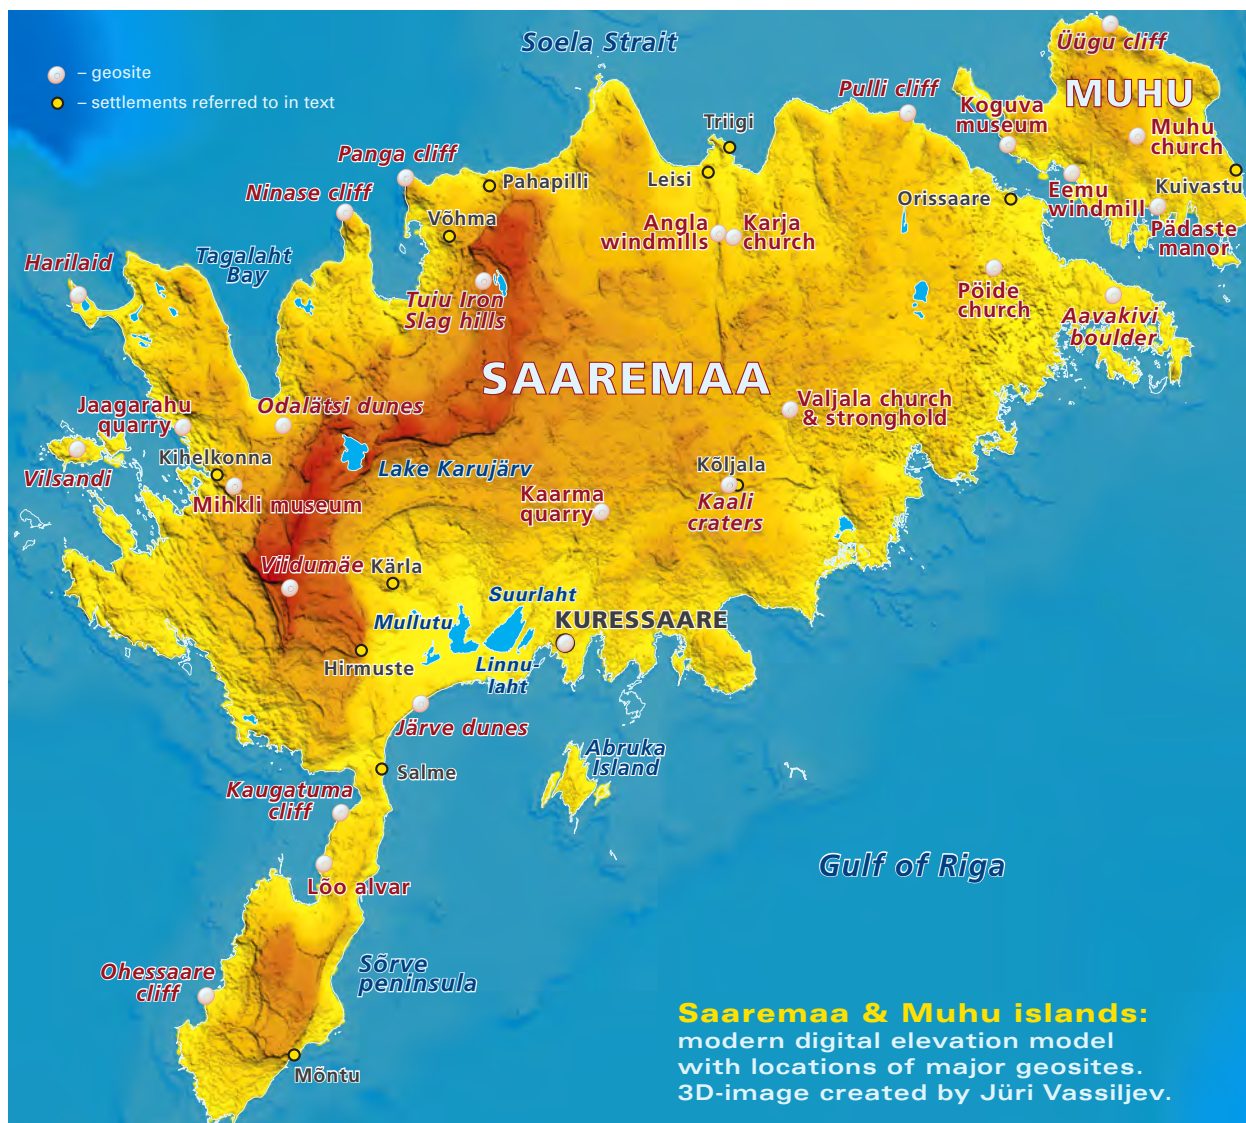 Soela Strait
– geosite
– settlements referred to in text
Üügu cliff
MUHU
Pulli cliff
Koguva
museum
Muhu
church
Triigi
Panga cliff
Leisi
Pahapilli
Ninase cliff
Orissaare
Eemu
windmill
Kuivastu
Võhma
Angla
windmills
Karja
church
Pädaste
manor
Harilaid
Tagalaht
Bay
Tuiu Iron
Slag hills
Pöide
church
Aavakivi
boulder
SAAREMAA
Jaagarahu
quarry
Odalätsi dunes
Valjala church
& stronghold
Vilsandi
Kihelkonna
Lake Karujärv
Kõljala
Mihkli museum
Kaarma
quarry
Kaali
craters
Viidumäe
Kärla
Suurlaht
Mullutu
KURESSAARE
Hirmuste
Linnu-
laht
Järve dunes
Abruka
Island
Salme
Kaugatuma
cliff
Gulf of Riga
Lõo alvar
Ohessaare
cliff
Sõrve
peninsula
Mõntu
Saaremaa & Muhu islands:
modern digital elevation model
with locations of major geosites.
3D-image created by Jüri Vassiljev.